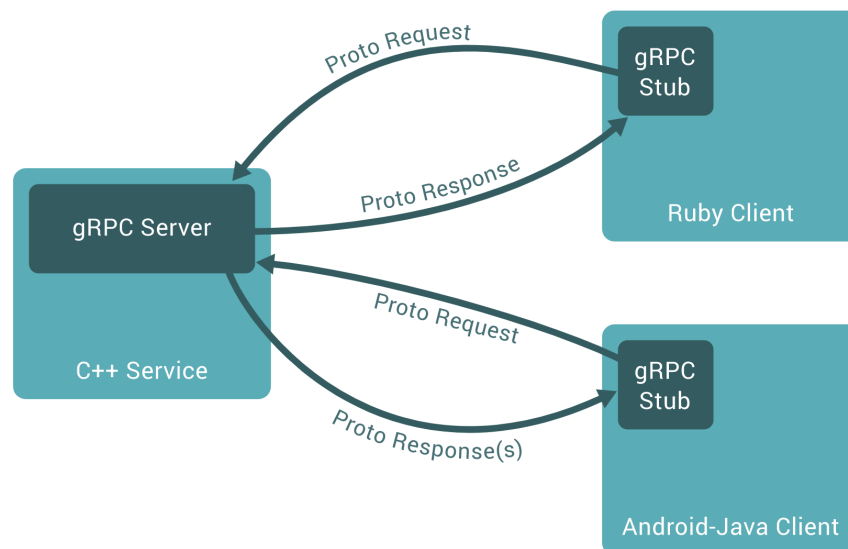 Proto Request
gRPC
Stub
Proto Response
Ruby Client
gRPC Server
C++ Service
Proto Request
gRPC
Stub
Proto Response(s)
Android-Java Client